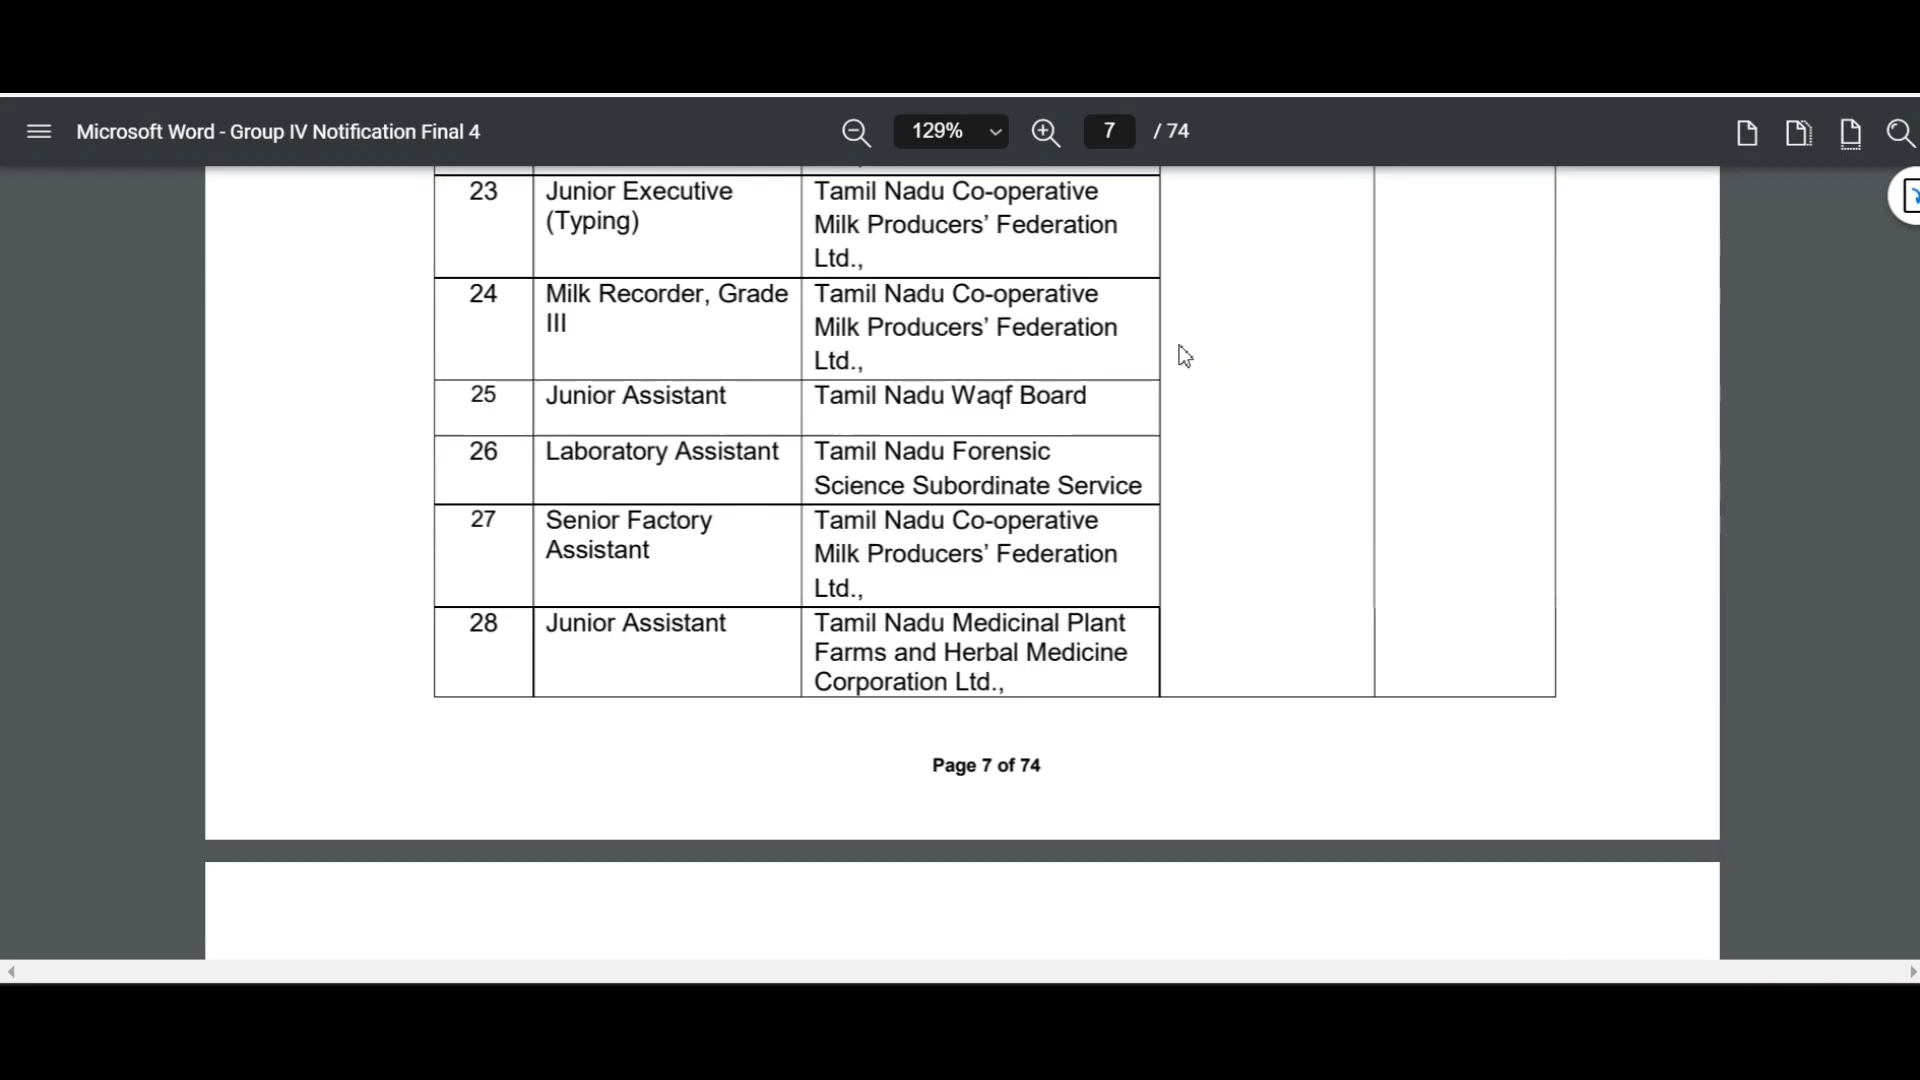 Microsoft Word - Group IV Notification Final 4
129%
7
/ 74
23
Junior Executive
(Typing)
Tamil Nadu Co-operative
Milk Producers’ Federation
Ltd.,
24
Milk Recorder, Grade
III
Tamil Nadu Co-operative
Milk Producers’ Federation
Ltd.,
25
Junior Assistant
Tamil Nadu Waqf Board
26
Laboratory Assistant
Tamil Nadu Forensic
Science Subordinate Service
27
Senior Factory
Assistant
Tamil Nadu Co-operative
Milk Producers’ Federation
Ltd.,
28
Junior Assistant
Tamil Nadu Medicinal Plant
Farms and Herbal Medicine
Corporation Ltd.,
Page 7 of 74